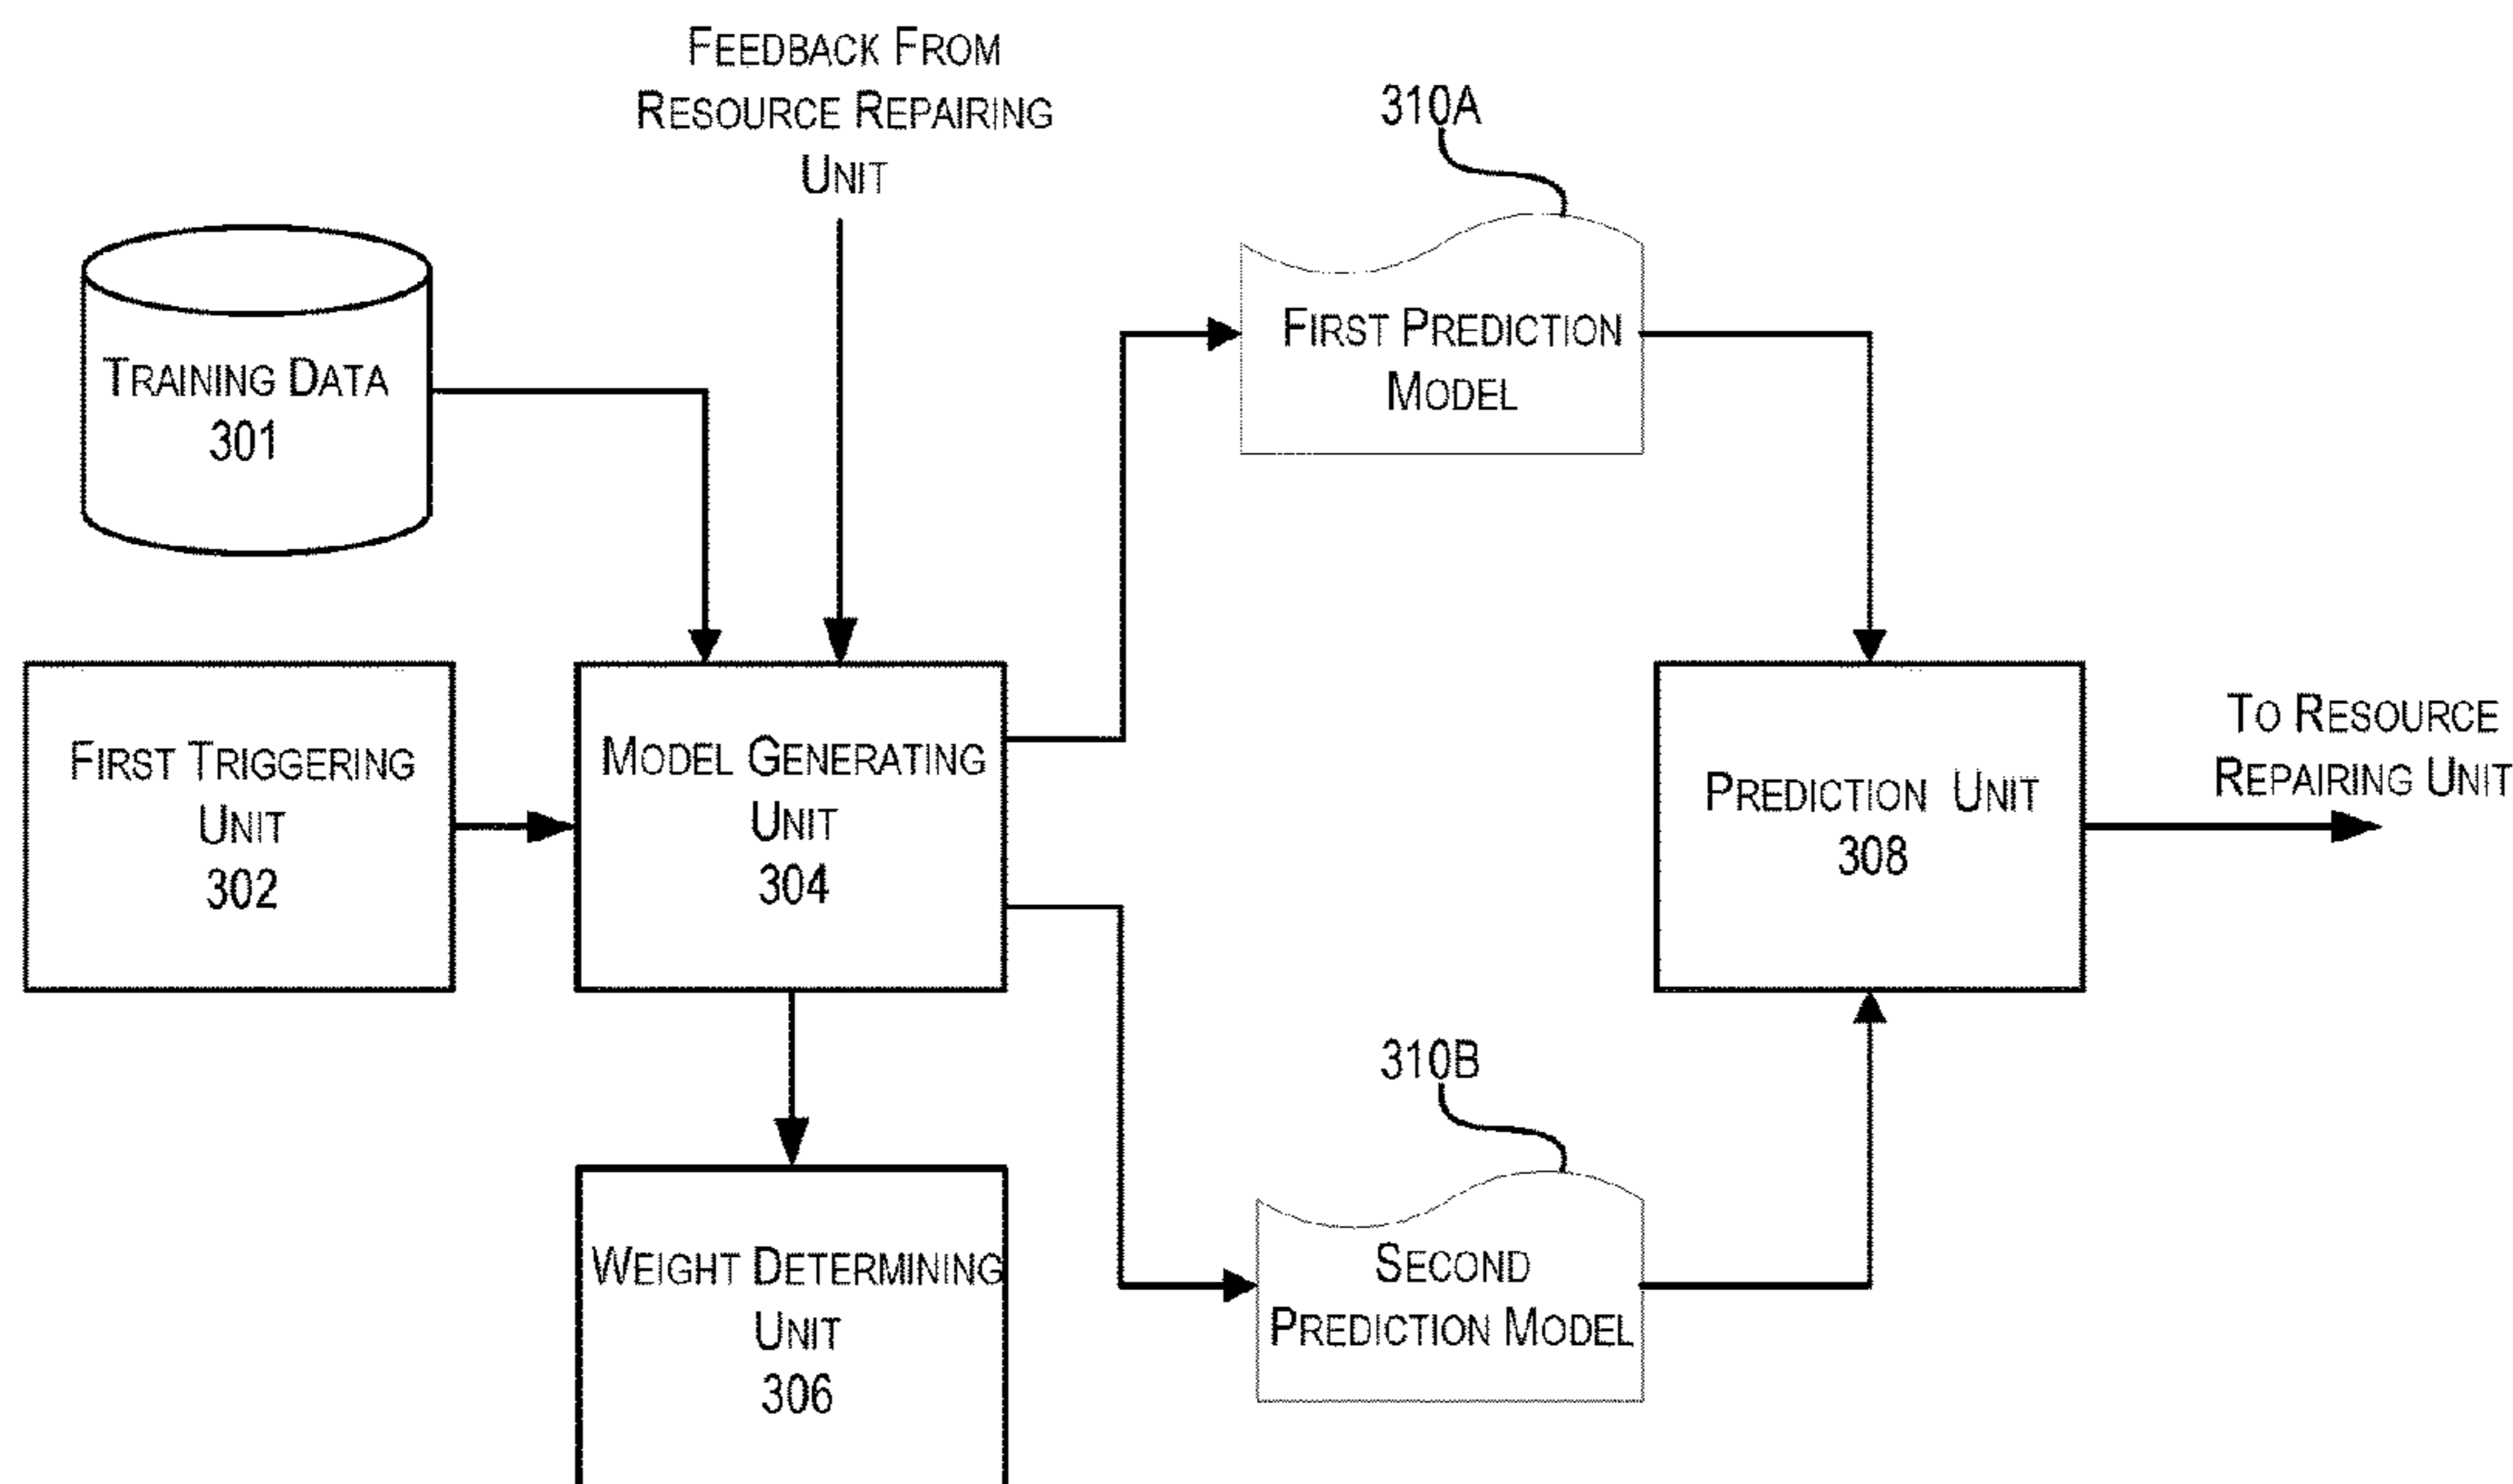 FEEDBACK FROM
RESOURCE REPAIRING
UNIT
310A
TRAINING DATA
301
FIRST PREDICTION
MODEL
FIRST TRIGGERING
UNIT
302
MODEL GENERATING
UNIT
304
PREDICTION UNIT
308
TO RESOURCE
REPAIRING UNIT
310B
WEIGHT DETERMINING
UNIT
306
SECOND
PREDICTION MODEL